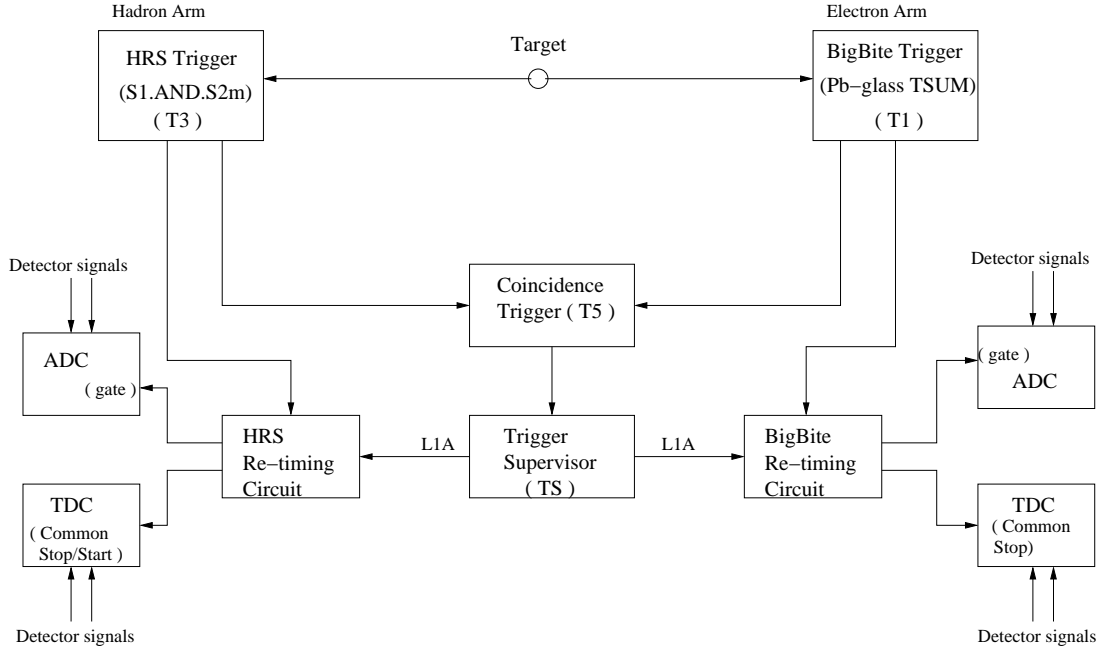 Hadron Arm
Electron Arm
HRS Trigger
(S1.AND.S2m)
( T3 )
Target
BigBite Trigger
(Pb−glass TSUM)
( T1 )
Detector signals
Coincidence
Trigger ( T5 )
Detector signals
ADC
( gate )
( gate )
ADC
HRS
Re−timing
Circuit
L1A
Trigger
Supervisor
( TS )
L1A
BigBite
Re−timing
Circuit
TDC
( Common
Stop/Start )
TDC
( Common
Stop)
Detector signals
Detector signals